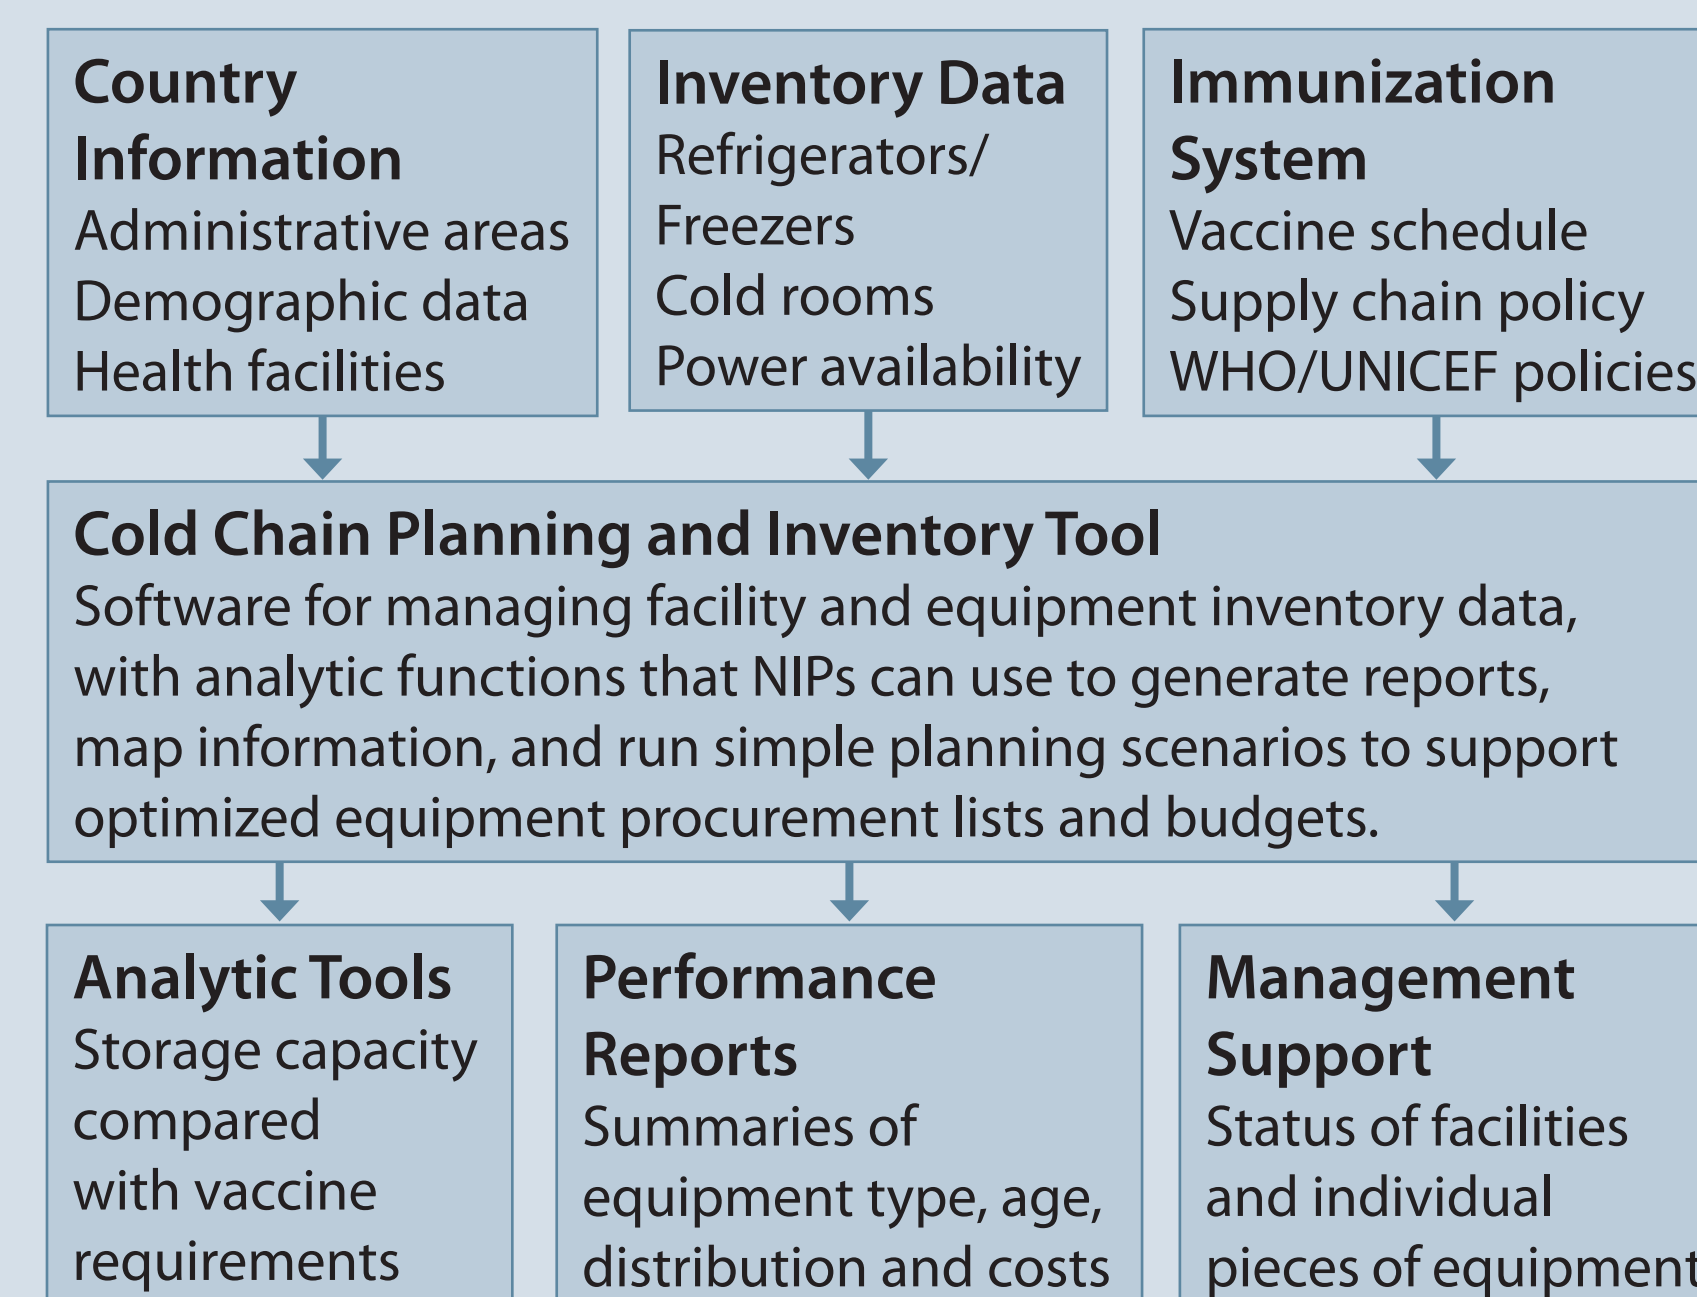 Country
Information
Administrative areas
Demographic data
Health facilities
Inventory Data
Refrigerators/
Freezers
Cold rooms
Power availability
Immunization
System
Vaccine schedule
Supply chain policy
WHO/UNICEF policies
Cold Chain Planning and Inventory Tool
Software for managing facility and equipment inventory data,
with analytic functions that NIPs can use to generate reports,
map information, and run simple planning scenarios to support
optimized equipment procurement lists and budgets.
Analytic Tools
Storage capacity
compared
with vaccine
requirements
Performance
Reports
Summaries of
equipment type, age,
distribution and costs
Management
Support
Status of facilities
and individual
pieces of equipment